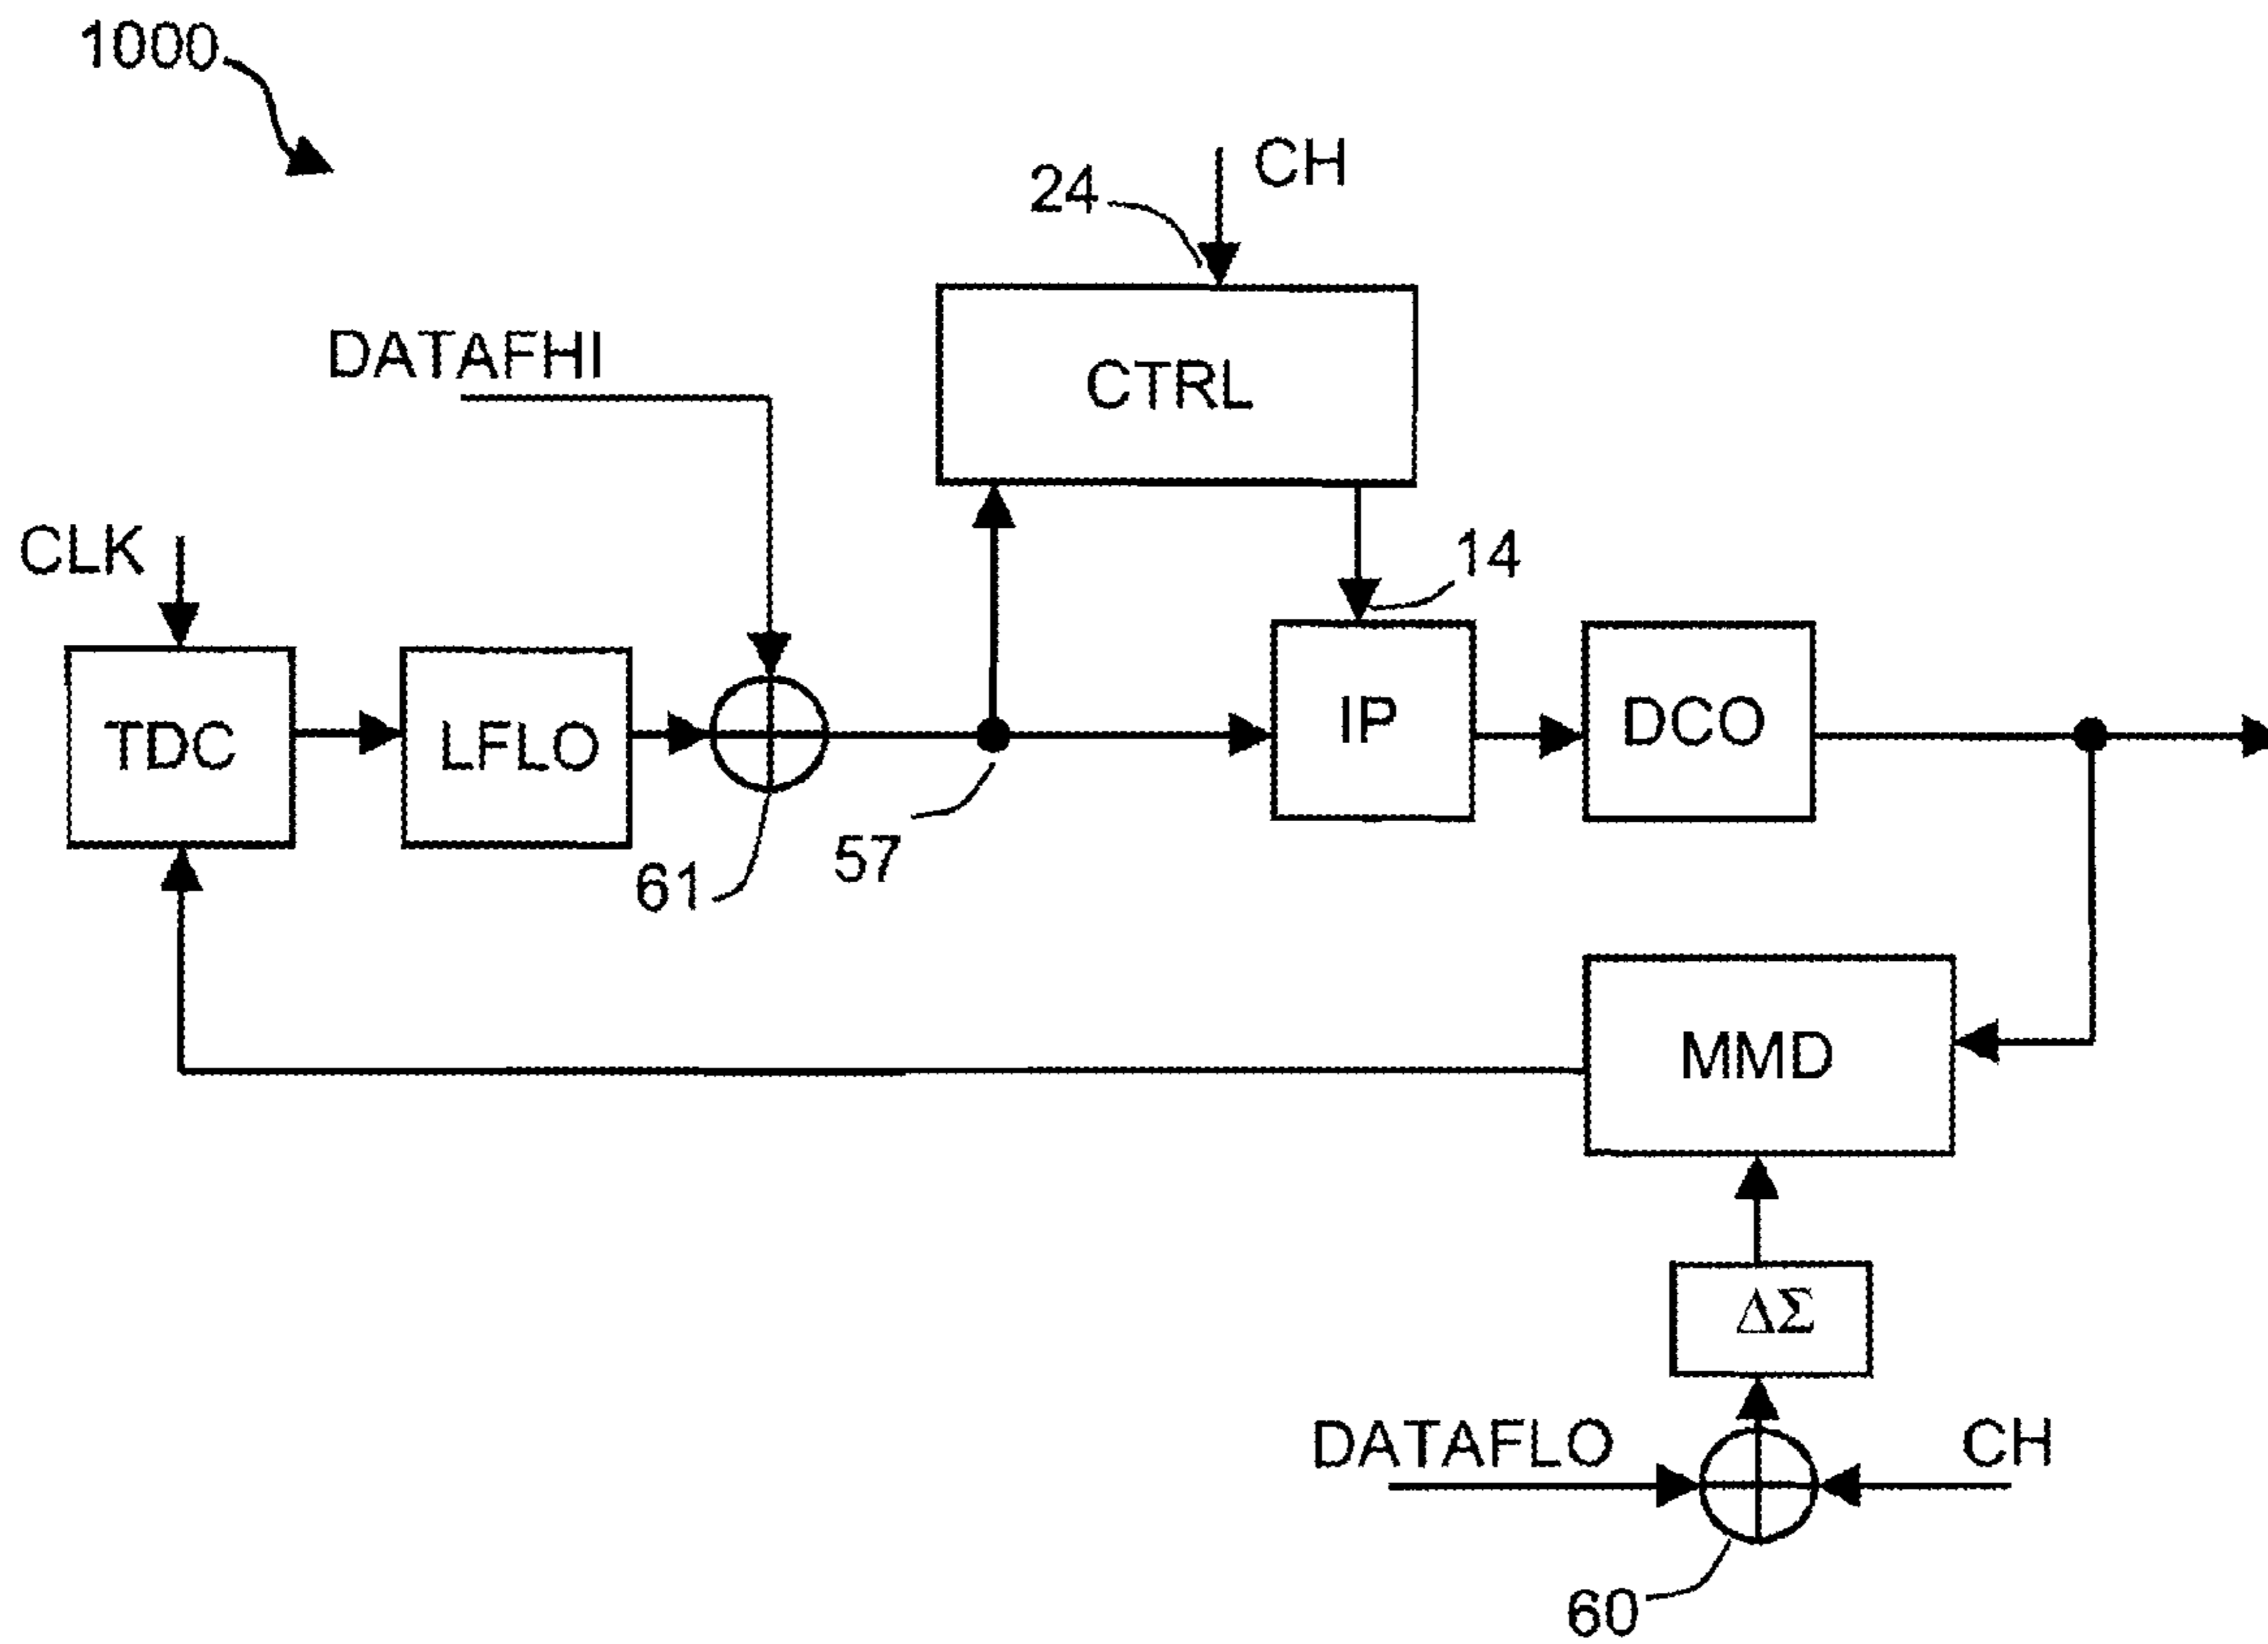 1000
CH
24
DATAFHI
CTRL
CLK
14
TDC
LFLO
IP
DCO
61
57
MMD
ΔΣ
DATAFLO
CH
60